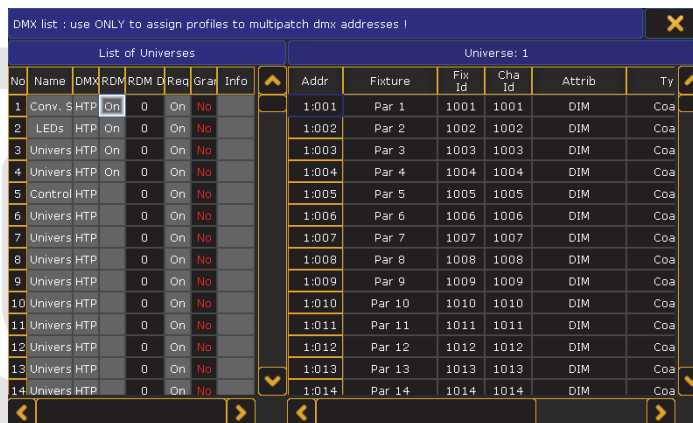 DMX list : use ONLY to assign profiles to multipatch dmx addresses !
List of Universes
Universe: 1
No Name DMX RDM RDM D Req Gran Info
Addr Fixture Fix Id Cha Id Attrib Ty
1 Conv. S HTP On 0 On No 1:001 Par 1 1001 1001 DIM Coa
2 LEDs HTP On 0 On No 1:002 Par 2 1002 1002 DIM Coa
3 Univers HTP On 0 On No 1:003 Par 3 1003 1003 DIM Coa
4 Univers HTP On 0 On No 1:004 Par 4 1004 1004 DIM Coa
5 Control HTP 0 On No 1:005 Par 5 1005 1005 DIM Coa
6 Univers HTP 0 On No 1:006 Par 6 1006 1006 DIM Coa
7 Univers HTP 0 On No 1:007 Par 7 1007 1007 DIM Coa
8 Univers HTP 0 On No 1:008 Par 8 1008 1008 DIM Coa
9 Univers HTP 0 On No 1:009 Par 9 1009 1009 DIM Coa
10 Univers HTP 0 On No 1:010 Par 10 1010 1010 DIM Coa
11 Univers HTP 0 On No 1:011 Par 11 1011 1011 DIM Coa
12 Univers HTP 0 On No 1:012 Par 12 1012 1012 DIM Coa
13 Univers HTP 0 On No 1:013 Par 13 1013 1013 DIM Coa
14 Univers HTP 0 On No 1:014 Par 14 1014 1014 DIM Coa